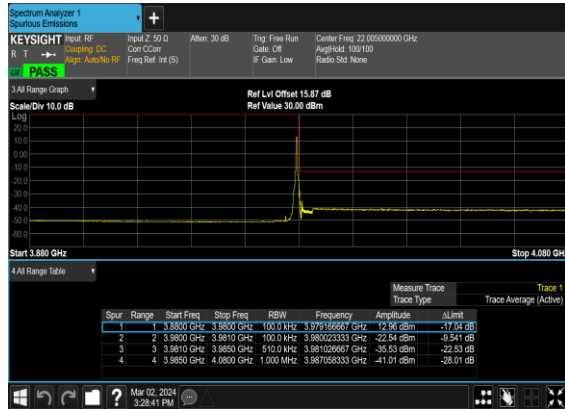 Spectrum Analyzer 1
Spurious Emissions
+
KEYSIGHT Input: RF Input Z: 50 Ω Atten: 30 dB Trig: Free Run Center Freq: 22.005000000 GHz
R T Coupling: DC Corr CCorr Gate: Off Avg|Hold: 100/100
Align: Auto/No RF Freq Ref: Int (S) IF Gain: Low Radio Std: None
PASS
3 All Range Graph Ref Lvl Offset 15.87 dB
Scale/Div 10.0 dB Ref Value 30.00 dBm
Log
20.0
10.0
0.00
-10.0
-20.0
-30.0
-40.0
-50.0
-60.0
Start 3.880 GHz Stop 4.080 GHz
4 All Range Table
Measure Trace Trace 1
Trace Type Trace Average (Active)
Spur Range Start Freq Stop Freq RBW Frequency Amplitude ΔLimit
1 1 3.8800 GHz 3.9800 GHz 100.0 kHz 3.979166667 GHz 12.96 dBm -17.04 dB
2 2 3.9800 GHz 3.9810 GHz 100.0 kHz 3.980023333 GHz -22.54 dBm -9.541 dB
3 3 3.9810 GHz 3.9850 GHz 510.0 kHz 3.981026667 GHz -35.53 dBm -22.53 dB
4 4 3.9850 GHz 4.0800 GHz 1.000 MHz 3.987058333 GHz -41.01 dBm -28.01 dB
Mar 02, 2024
3:28:41 PM